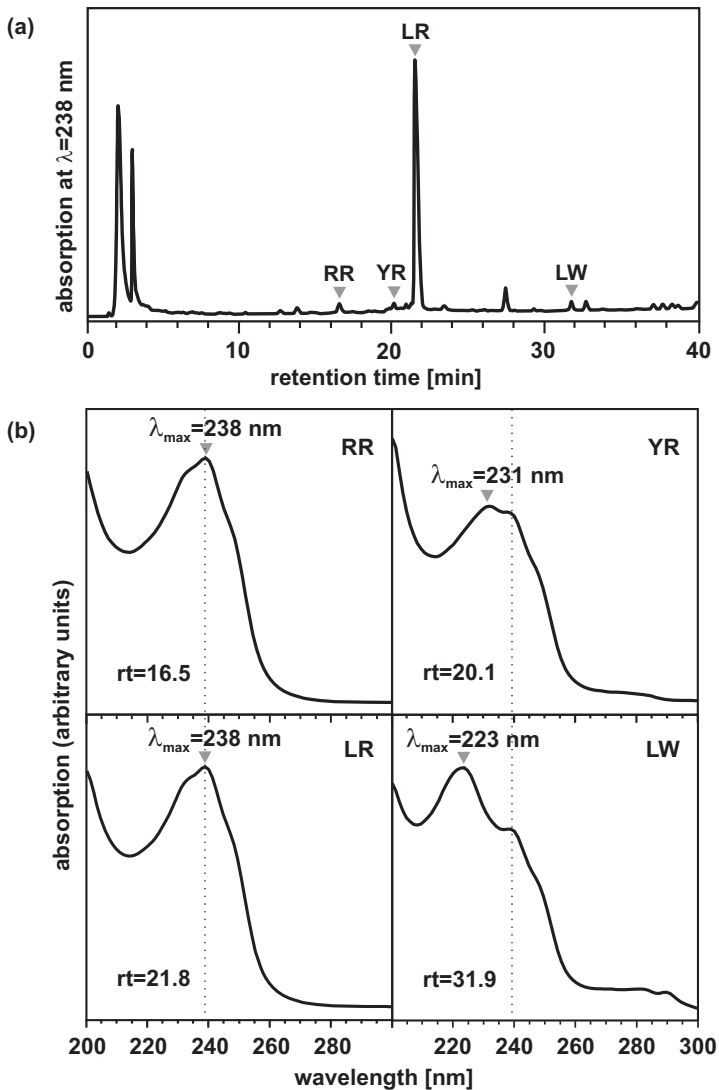 (a)
absorption at λ=238 nm
LR
RR
YR
LW
0 10 20 30 40
retention time [min]
(b)
absorption (arbitrary units)
λmax=238 nm
RR
rt=16.5
λmax=231 nm
YR
rt=20.1
λmax=238 nm
LR
rt=21.8
λmax=223 nm
LW
rt=31.9
200 220 240 260 280 220 240 260 280 300
wavelength [nm]